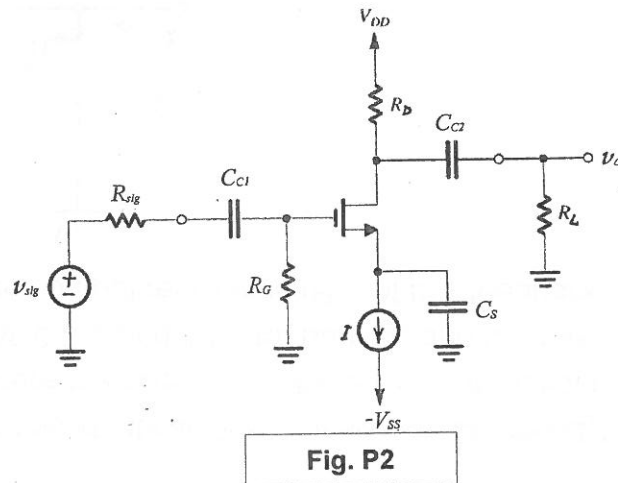 V_DD
R_D
C_C2
v_o
R_sig
C_C1
R_L
v_sig
+
-
R_G
I
C_S
-V_SS
Fig. P2